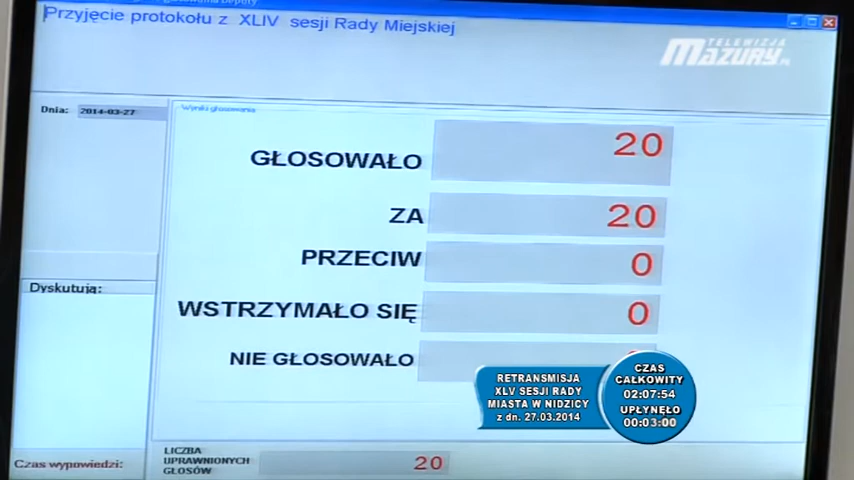 Przyjęcie protokołu z XLIV sesji Rady Miejskiej
TELEWIZJA
MAZURY.PL
Dnia: 2014-03-27
Wyniki głosowania
GŁOSOWAŁO 20
ZA 20
PRZECIW 0
WSTRZYMAŁO SIĘ 0
NIE GŁOSOWAŁO
Dyskutują:
RETRANSMISJA
XLV SESJI RADY
MIASTA W NIDZICY
z dn. 27.03.2014
CZAS
CAŁKOWITY
02:07:54
UPŁYNĘŁO
00:03:00
Czas wypowiedzi:
LICZBA
UPRAWNIONYCH
GŁOSÓW
20